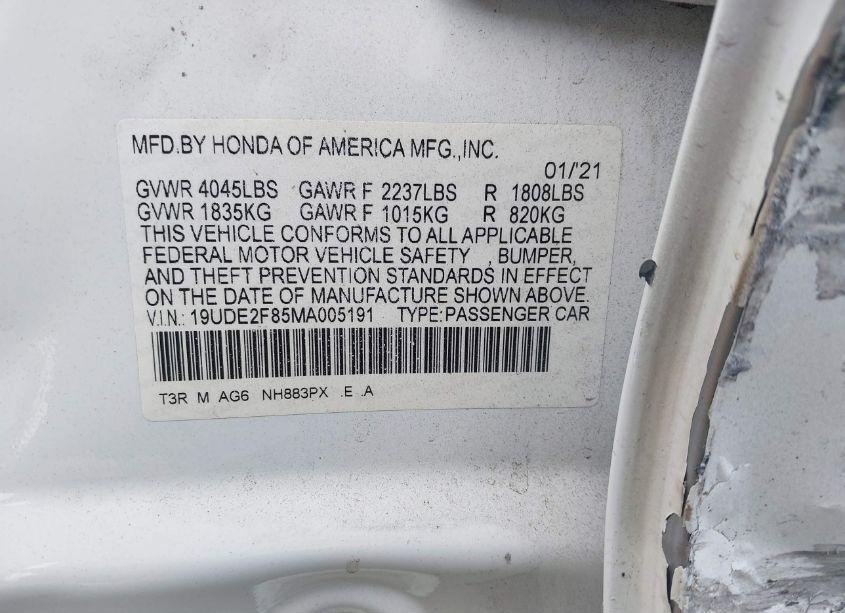 MFD.BY HONDA OF AMERICA MFG.,INC.
01/'21
GVWR 4045LBS GAWR F 2237LBS R 1808LBS
GVWR 1835KG GAWR F 1015KG R 820KG
THIS VEHICLE CONFORMS TO ALL APPLICABLE
FEDERAL MOTOR VEHICLE SAFETY , BUMPER,
AND THEFT PREVENTION STANDARDS IN EFFECT
ON THE DATE OF MANUFACTURE SHOWN ABOVE.
V.I.N.: 19UDE2F85MA005191 TYPE:PASSENGER CAR
T3R M AG6 NH883PX .E .A